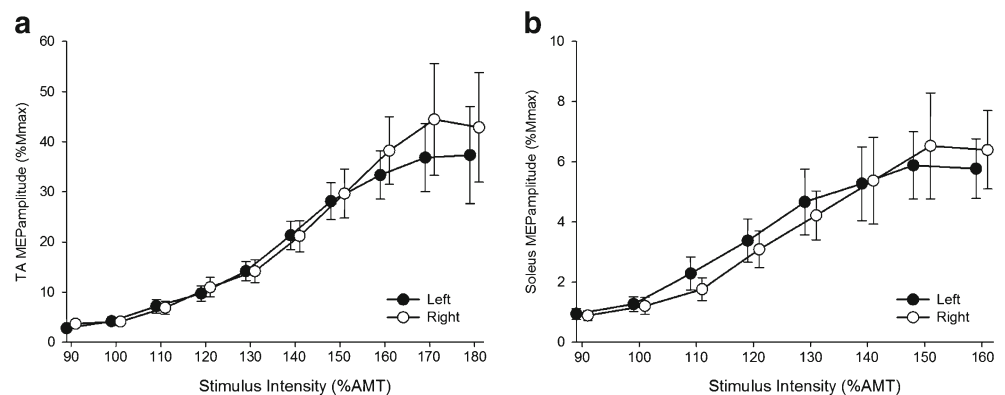 a
60
50
40
30
20
10
0
TA MEPamplitude (%Mmax)
Left
Right
90 100 110 120 130 140 150 160 170 180
Stimulus Intensity (%AMT)
b
10
8
6
4
2
0
Soleus MEPamplitude (%Mmax)
Left
Right
90 100 110 120 130 140 150 160
Stimulus Intensity (%AMT)